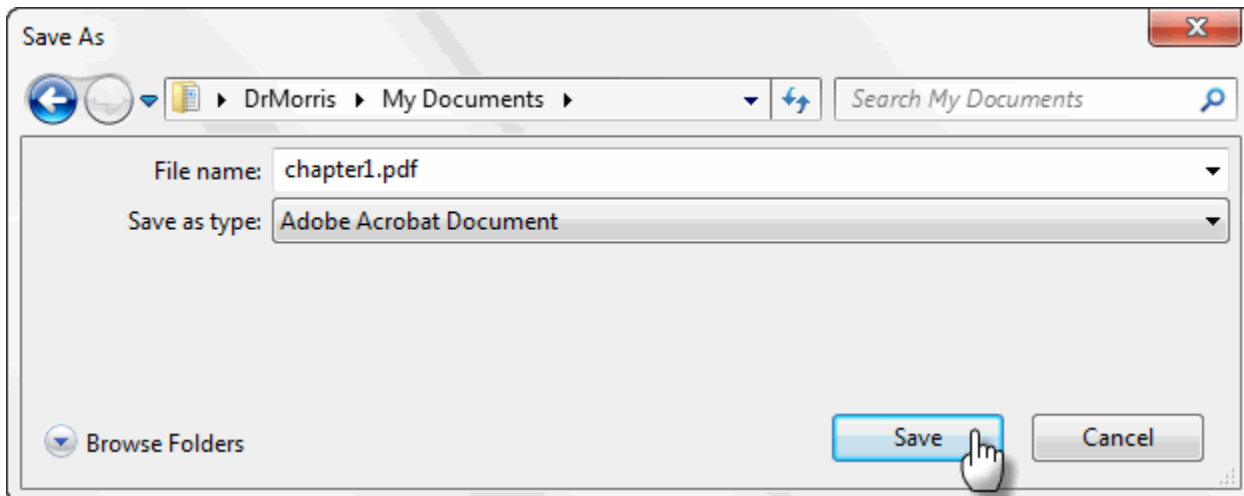 Save As
DrMorris My Documents Search My Documents
File name: chapter1.pdf
Save as type: Adobe Acrobat Document
Browse Folders Save Cancel